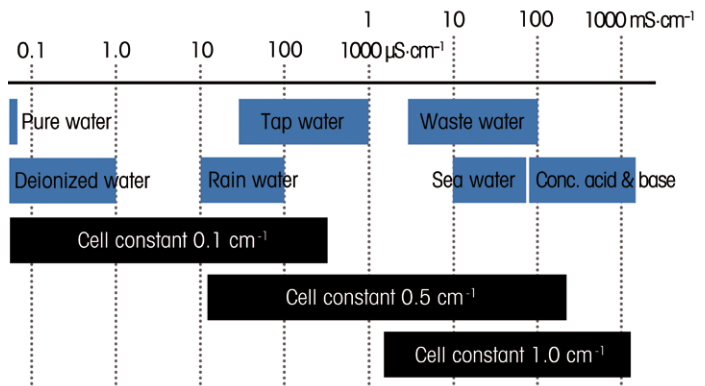 1 10 100 1000 mS·cm⁻¹
0.1 1.0 10 100 1000 µS·cm⁻¹
Pure water Tap water Waste water
Deionized water Rain water Sea water Conc. acid & base
Cell constant 0.1 cm⁻¹
Cell constant 0.5 cm⁻¹
Cell constant 1.0 cm⁻¹